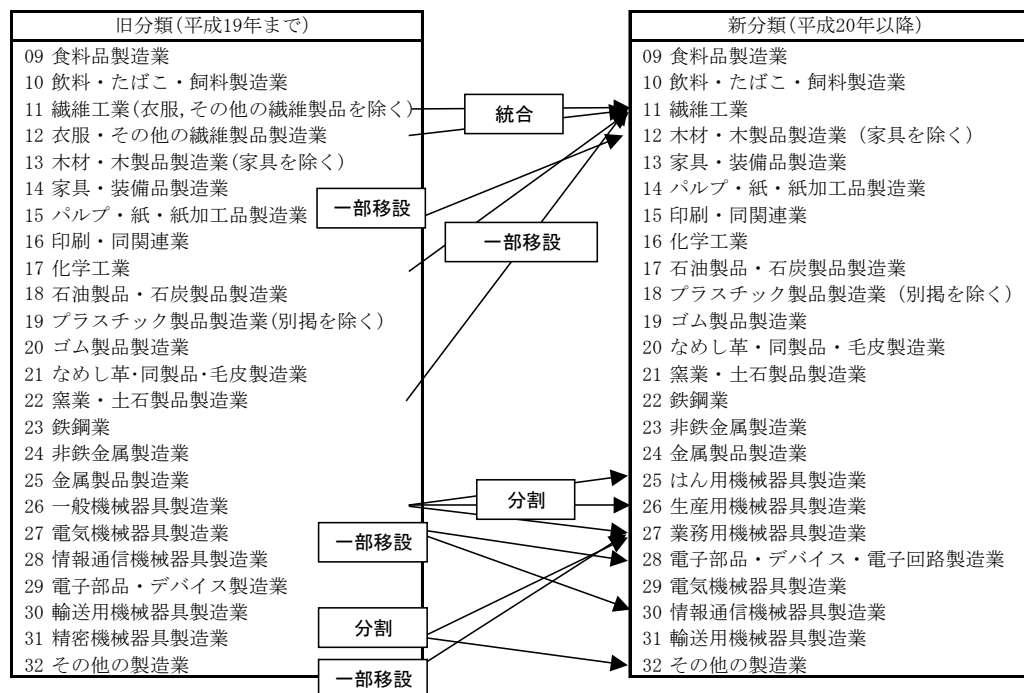 旧分類(平成19年まで)
09 食料品製造業
10 飲料・たばこ・飼料製造業
11 繊維工業(衣服,その他の繊維製品を除く)
12 衣服・その他の繊維製品製造業
13 木材・木製品製造業(家具を除く)
14 家具・装備品製造業
15 パルプ・紙・紙加工品製造業
16 印刷・同関連業
17 化学工業
18 石油製品・石炭製品製造業
19 プラスチック製品製造業(別掲を除く)
20 ゴム製品製造業
21 なめし革・同製品・毛皮製造業
22 窯業・土石製品製造業
23 鉄鋼業
24 非鉄金属製造業
25 金属製品製造業
26 一般機械器具製造業
27 電気機械器具製造業
28 情報通信機械器具製造業
29 電子部品・デバイス製造業
30 輸送用機械器具製造業
31 精密機械器具製造業
32 その他の製造業
統合
一部移設
一部移設
分割
一部移設
分割
一部移設
新分類(平成20年以降)
09 食料品製造業
10 飲料・たばこ・飼料製造業
11 繊維工業
12 木材・木製品製造業 (家具を除く)
13 家具・装備品製造業
14 パルプ・紙・紙加工品製造業
15 印刷・同関連業
16 化学工業
17 石油製品・石炭製品製造業
18 プラスチック製品製造業 (別掲を除く)
19 ゴム製品製造業
20 なめし革・同製品・毛皮製造業
21 窯業・土石製品製造業
22 鉄鋼業
23 非鉄金属製造業
24 金属製品製造業
25 はん用機械器具製造業
26 生産用機械器具製造業
27 業務用機械器具製造業
28 電子部品・デバイス・電子回路製造業
29 電気機械器具製造業
30 情報通信機械器具製造業
31 輸送用機械器具製造業
32 その他の製造業